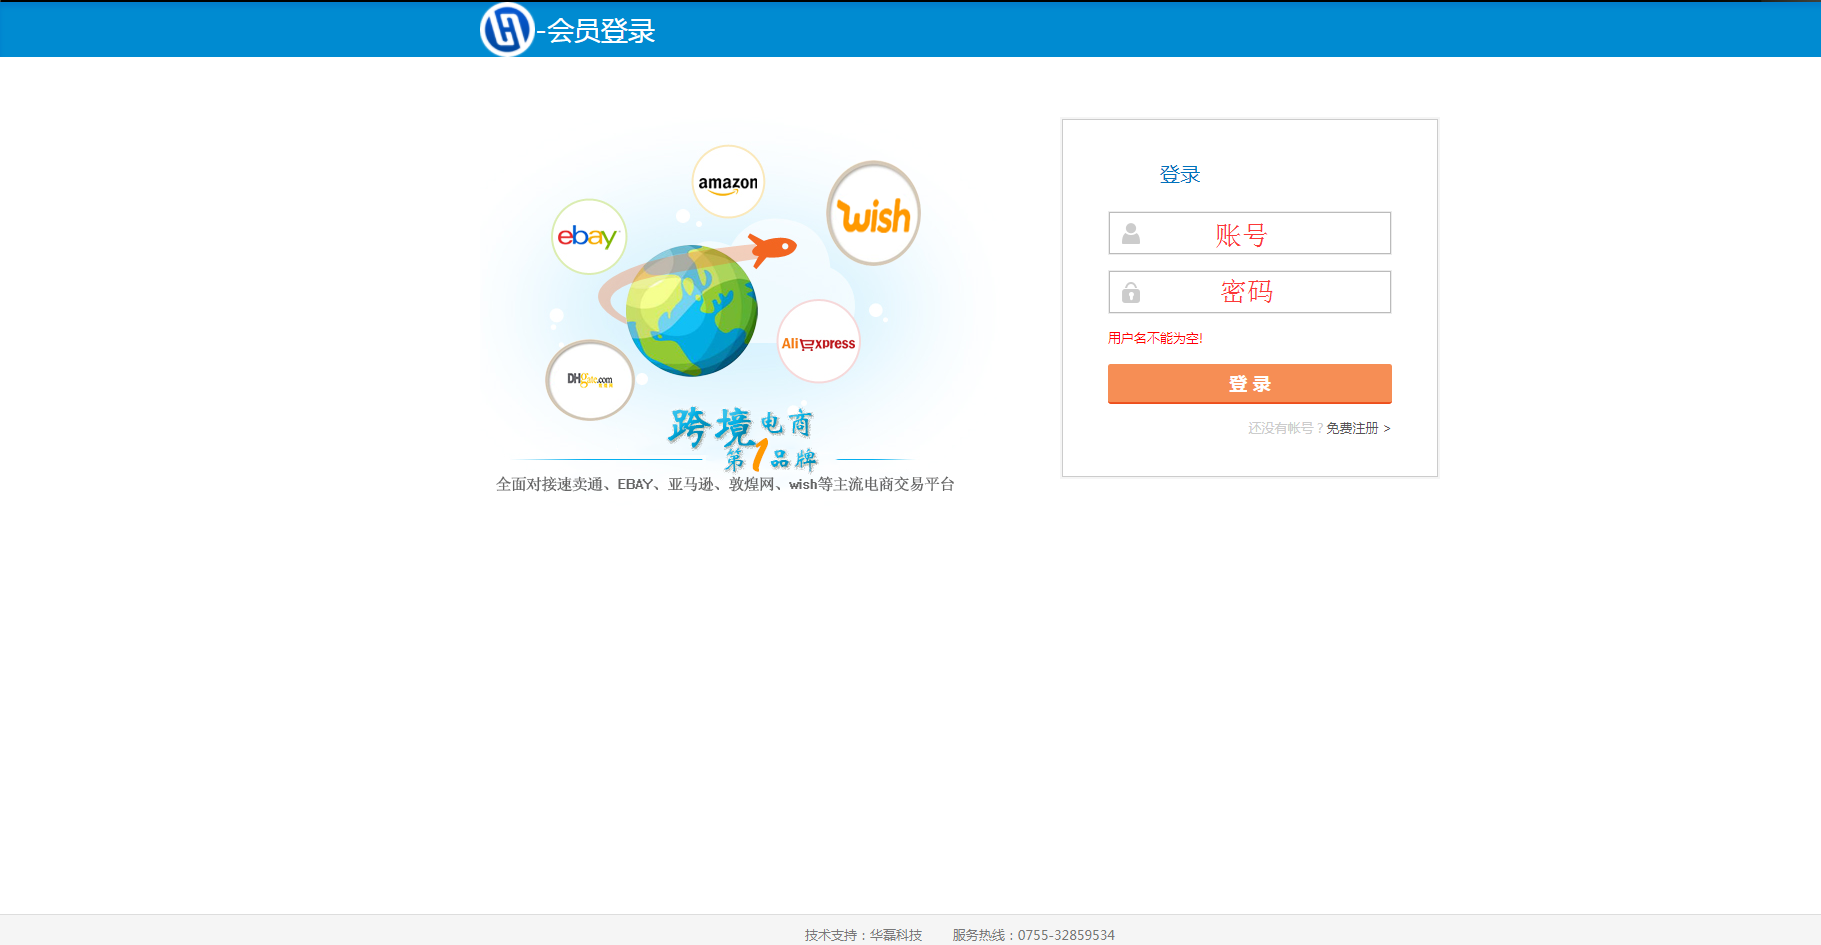 -会员登录
amazon
wish
ebay
AliExpress
DHgate.com
跨境电商
第1品牌
全面对接速卖通、EBAY、亚马逊、敦煌网、wish等主流电商交易平台
登录
账号
密码
用户名不能为空!
登 录
还没有帐号？免费注册 >
技术支持：华磊科技 服务热线：0755-32859534